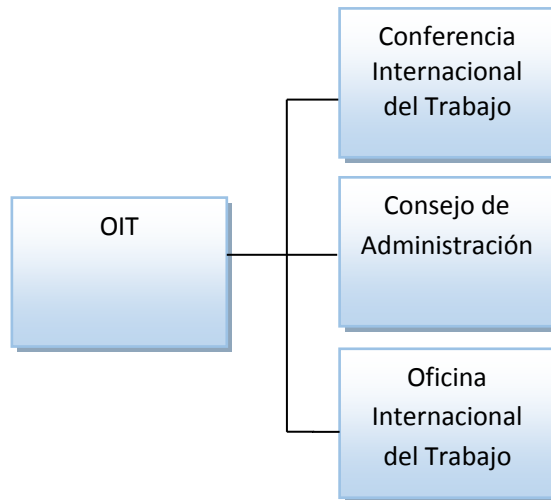 Conferencia
Internacional
del Trabajo
OIT
Consejo de
Administración
Oficina
Internacional
del Trabajo